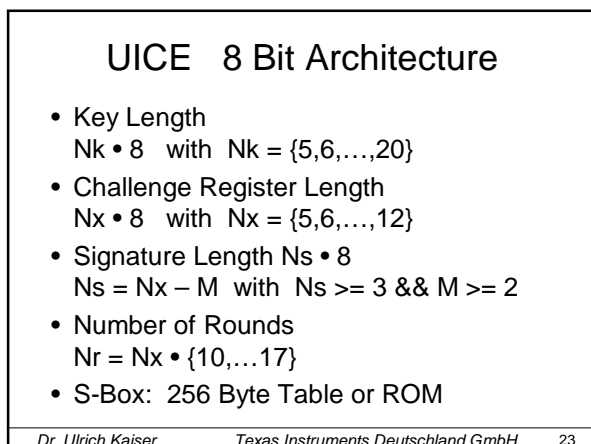 UICE 8 Bit Architecture
• Key Length
Nk • 8 with Nk = {5,6,…,20}
• Challenge Register Length
Nx • 8 with Nx = {5,6,…,12}
• Signature Length Ns • 8
Ns = Nx – M with Ns >= 3 && M >= 2
• Number of Rounds
Nr = Nx • {10,…17}
• S-Box: 256 Byte Table or ROM
Dr. Ulrich Kaiser Texas Instruments Deutschland GmbH 23